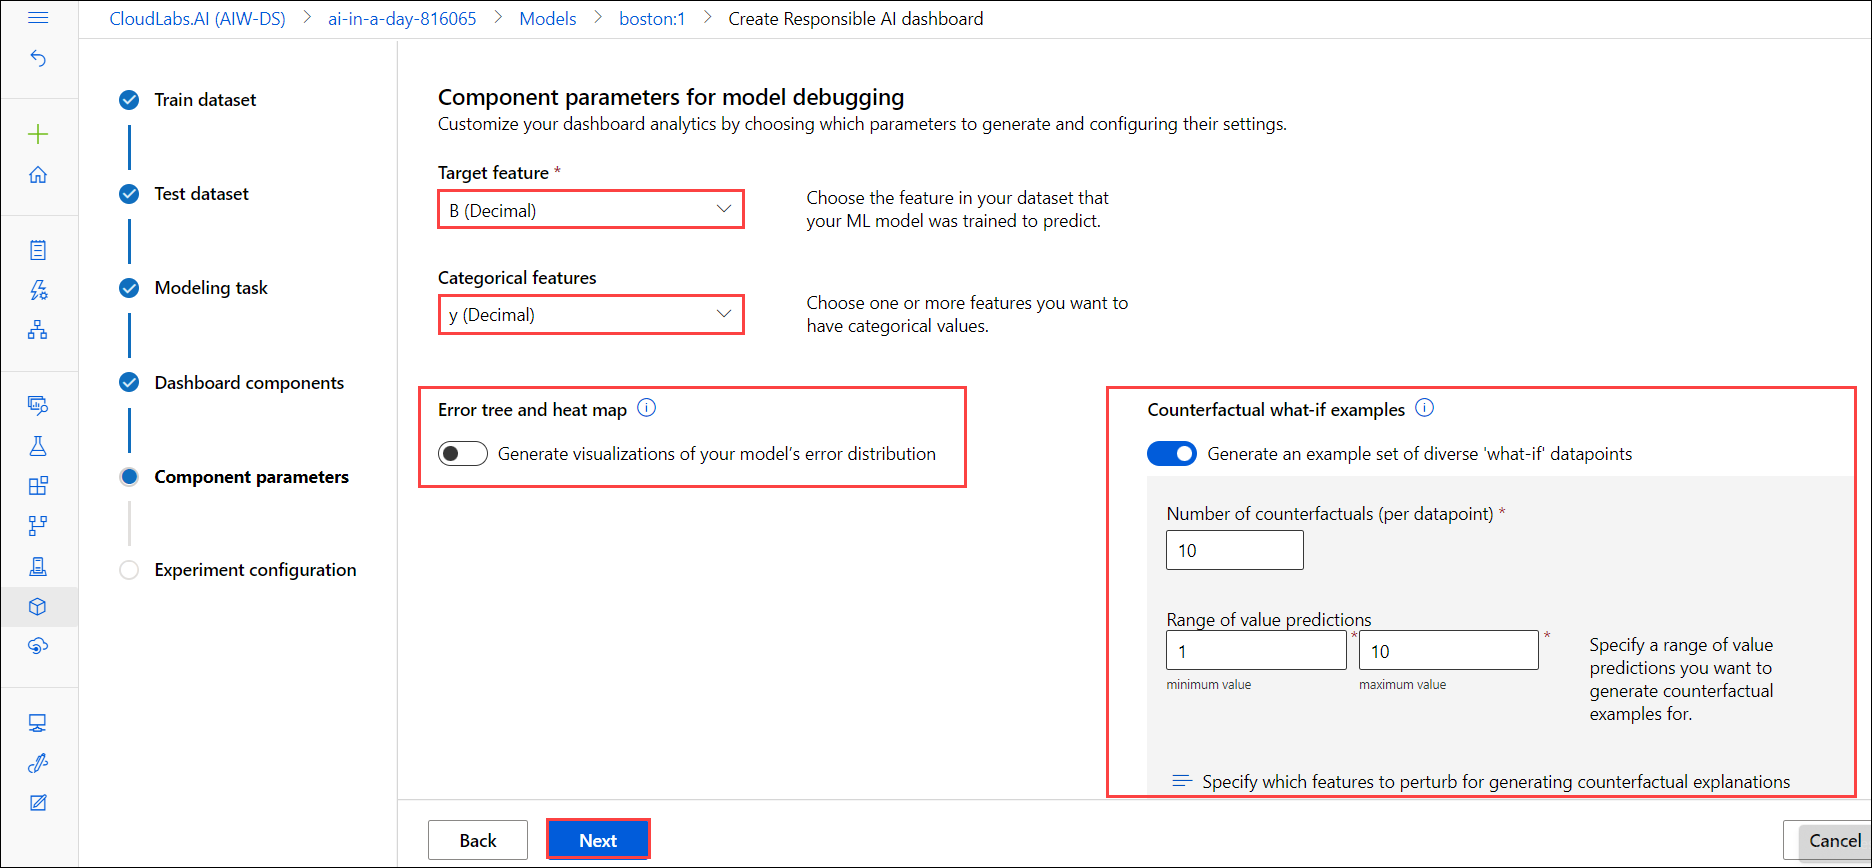 CloudLabs.AI (AIW-DS) > ai-in-a-day-816065 > Models > boston:1 > Create Responsible AI dashboard
Train dataset
Test dataset
Modeling task
Dashboard components
Component parameters
Experiment configuration
Component parameters for model debugging
Customize your dashboard analytics by choosing which parameters to generate and configuring their settings.
Target feature *
B (Decimal)
Choose the feature in your dataset that
your ML model was trained to predict.
Categorical features
y (Decimal)
Choose one or more features you want to
have categorical values.
Error tree and heat map
Generate visualizations of your model's error distribution
Counterfactual what-if examples
Generate an example set of diverse 'what-if' datapoints
Number of counterfactuals (per datapoint) *
10
Range of value predictions
1 * 10 *
minimum value maximum value
Specify a range of value
predictions you want to
generate counterfactual
examples for.
Specify which features to perturb for generating counterfactual explanations
Back Next Cancel